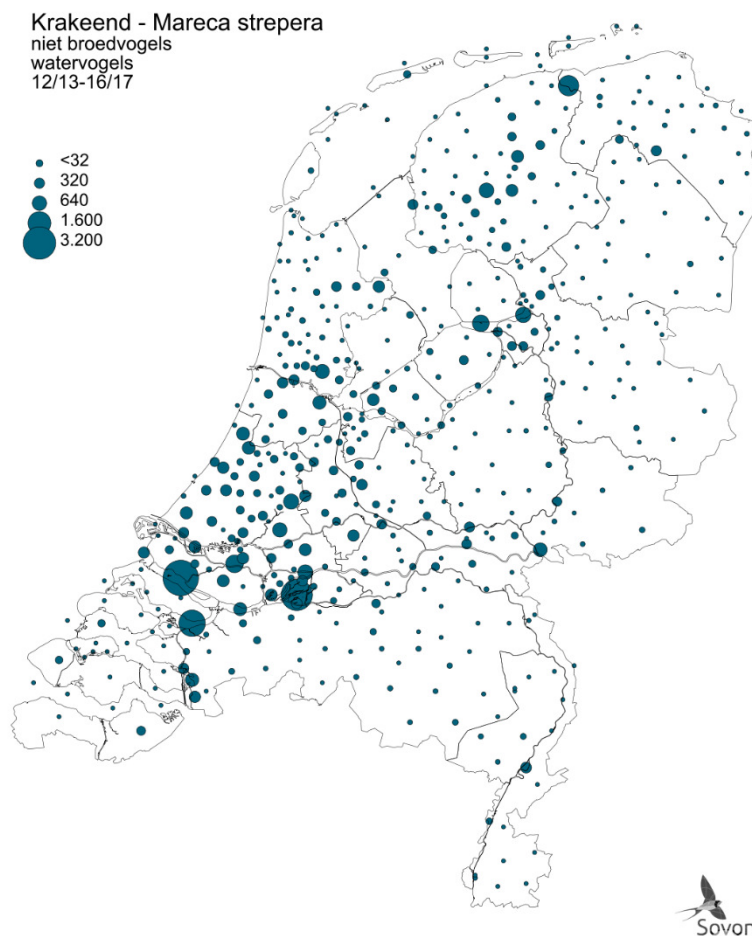 Krakeend - Mareca strepera
niet broedvogels
watervogels
12/13-16/17
<32
320
640
1.600
3.200
Sovon